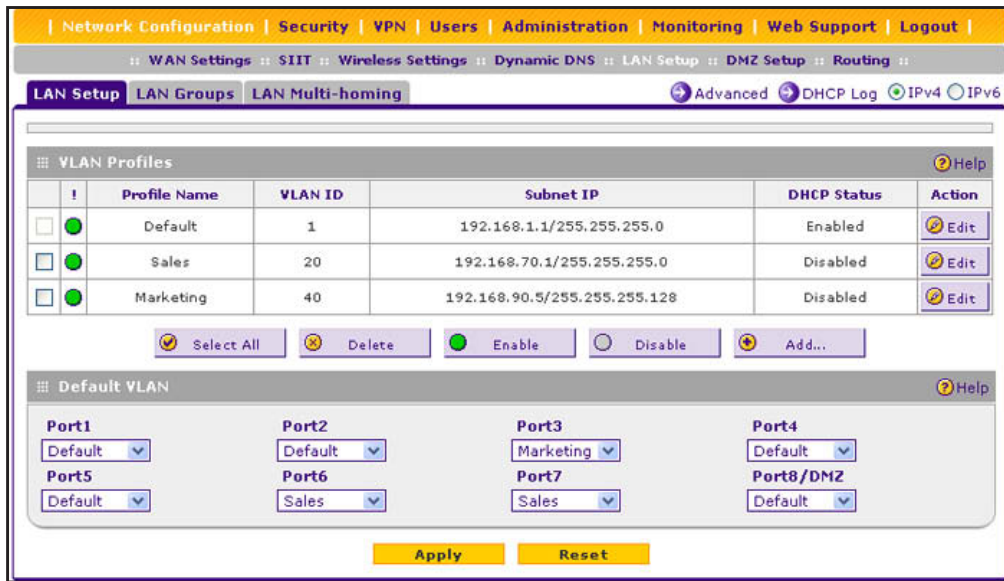 | Network Configuration | Security | VPN | Users | Administration | Monitoring | Web Support | Logout |
:: WAN Settings :: SIIT :: Wireless Settings :: Dynamic DNS :: LAN Setup :: DMZ Setup :: Routing ::
LAN Setup LAN Groups LAN Multi-homing Advanced DHCP Log IPv4 IPv6
VLAN Profiles Help
! Profile Name VLAN ID Subnet IP DHCP Status Action
Default 1 192.168.1.1/255.255.255.0 Enabled Edit
Sales 20 192.168.70.1/255.255.255.0 Disabled Edit
Marketing 40 192.168.90.5/255.255.255.128 Disabled Edit
Select All Delete Enable Disable Add...
Default VLAN Help
Port1 Port2 Port3 Port4
Default Default Marketing Default
Port5 Port6 Port7 Port8/DMZ
Default Sales Sales Default
Apply Reset